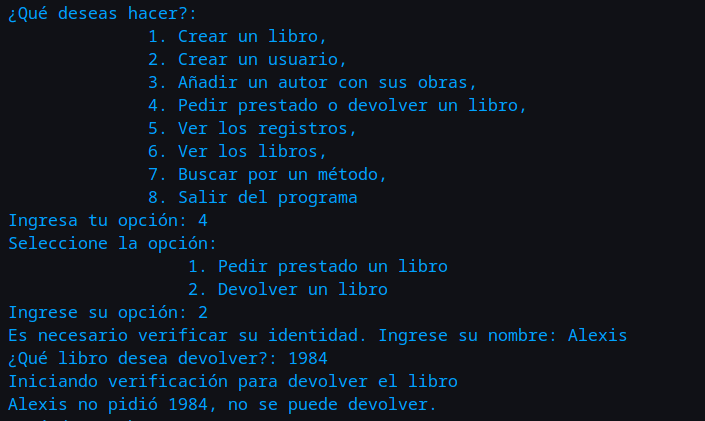 ¿Qué deseas hacer?:
1. Crear un libro,
2. Crear un usuario,
3. Añadir un autor con sus obras,
4. Pedir prestado o devolver un libro,
5. Ver los registros,
6. Ver los libros,
7. Buscar por un método,
8. Salir del programa
Ingresa tu opción: 4
Seleccione la opción:
1. Pedir prestado un libro
2. Devolver un libro
Ingrese su opción: 2
Es necesario verificar su identidad. Ingrese su nombre: Alexis
¿Qué libro desea devolver?: 1984
Iniciando verificación para devolver el libro
Alexis no pidió 1984, no se puede devolver.